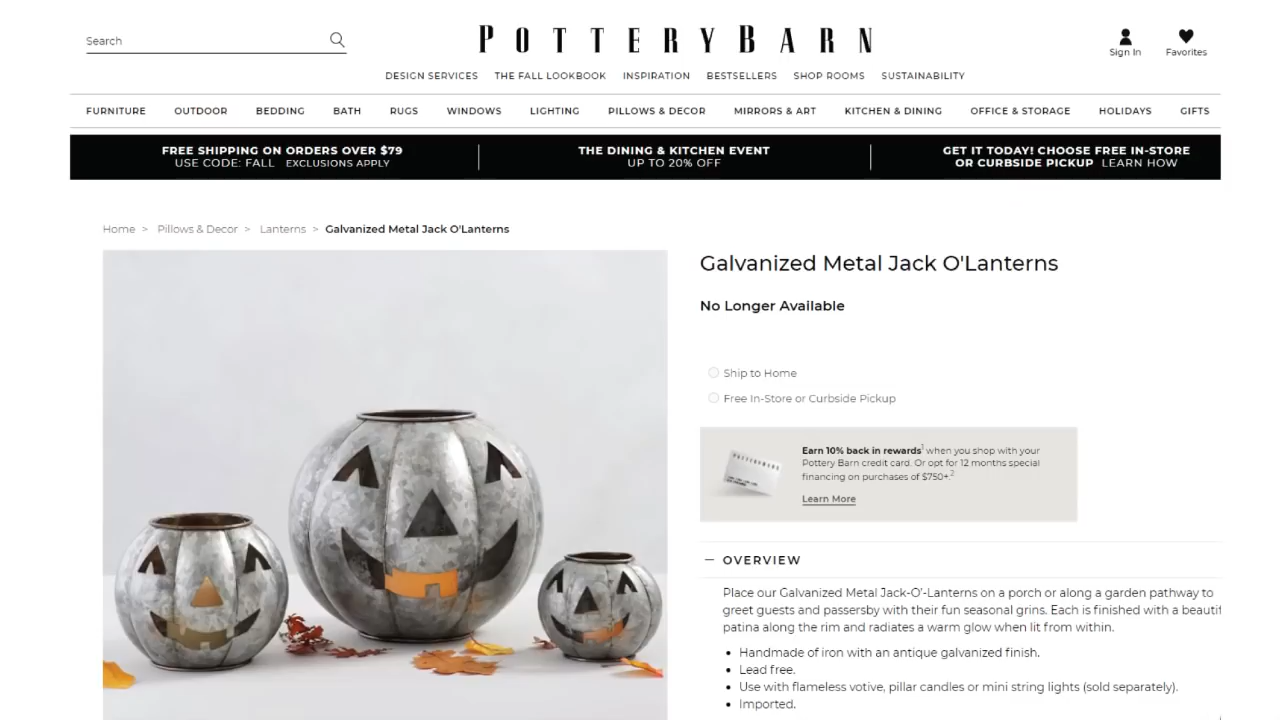 Search
POTTERY BARN
Sign In
Favorites
DESIGN SERVICES THE FALL LOOKBOOK INSPIRATION BESTSELLERS SHOP ROOMS SUSTAINABILITY
FURNITURE OUTDOOR BEDDING BATH RUGS WINDOWS LIGHTING PILLOWS & DECOR MIRRORS & ART KITCHEN & DINING OFFICE & STORAGE HOLIDAYS GIFTS
FREE SHIPPING ON ORDERS OVER $79
USE CODE: FALL EXCLUSIONS APPLY
THE DINING & KITCHEN EVENT
UP TO 20% OFF
GET IT TODAY! CHOOSE FREE IN-STORE
OR CURBSIDE PICKUP LEARN HOW
Home > Pillows & Decor > Lanterns > Galvanized Metal Jack O'Lanterns
Galvanized Metal Jack O'Lanterns
No Longer Available
Ship to Home
Free In-Store or Curbside Pickup
POTTERY BARN
Earn 10% back in rewards1 when you shop with your
Pottery Barn credit card. Or opt for 12 months special
financing on purchases of $750+.2
Learn More
— OVERVIEW
Place our Galvanized Metal Jack-O'-Lanterns on a porch or along a garden pathway to
greet guests and passersby with their fun seasonal grins. Each is finished with a beautif
patina along the rim and radiates a warm glow when lit from within.
• Handmade of iron with an antique galvanized finish.
• Lead free.
• Use with flameless votive, pillar candles or mini string lights (sold separately).
• Imported.